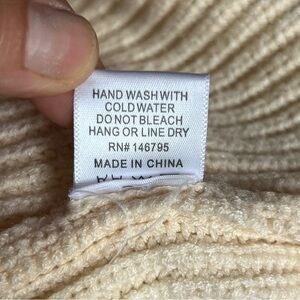 HAND WASH WITH
COLD WATER
DO NOT BLEACH
HANG OR LINE DRY
RN# 146795
MADE IN CHINA